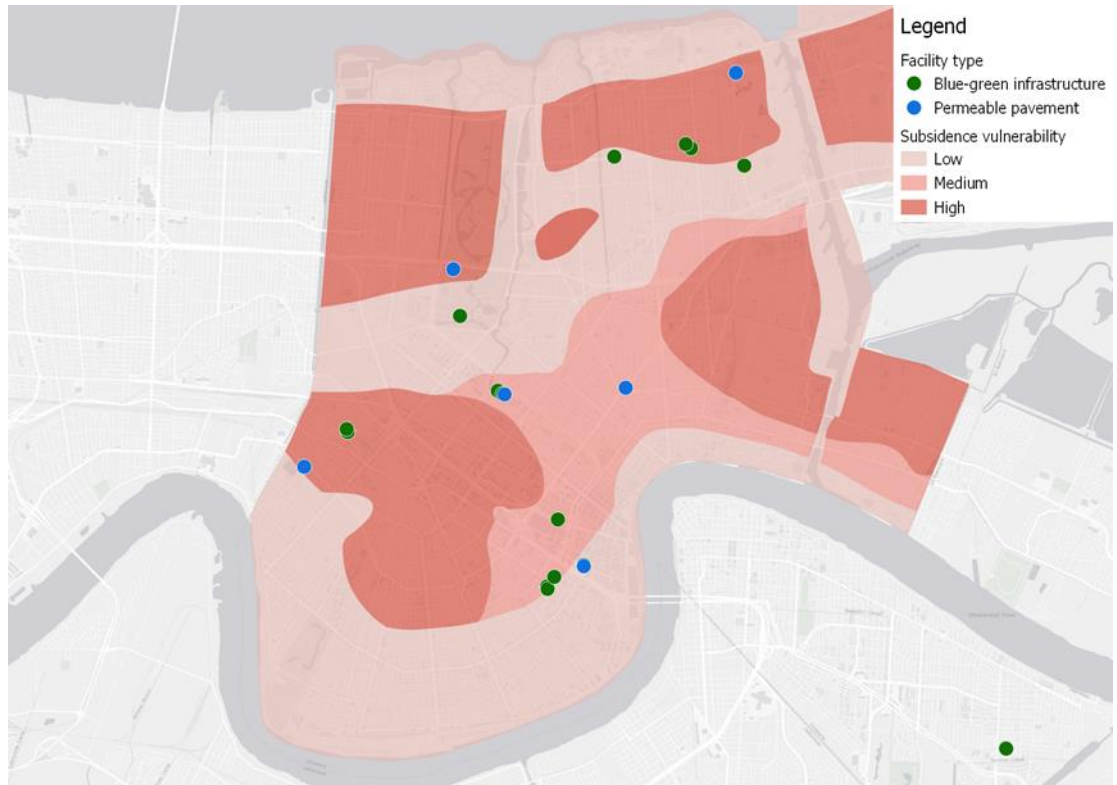 Legend
Facility type
Blue-green infrastructure
Permeable pavement
Subsidence vulnerability
Low
Medium
High